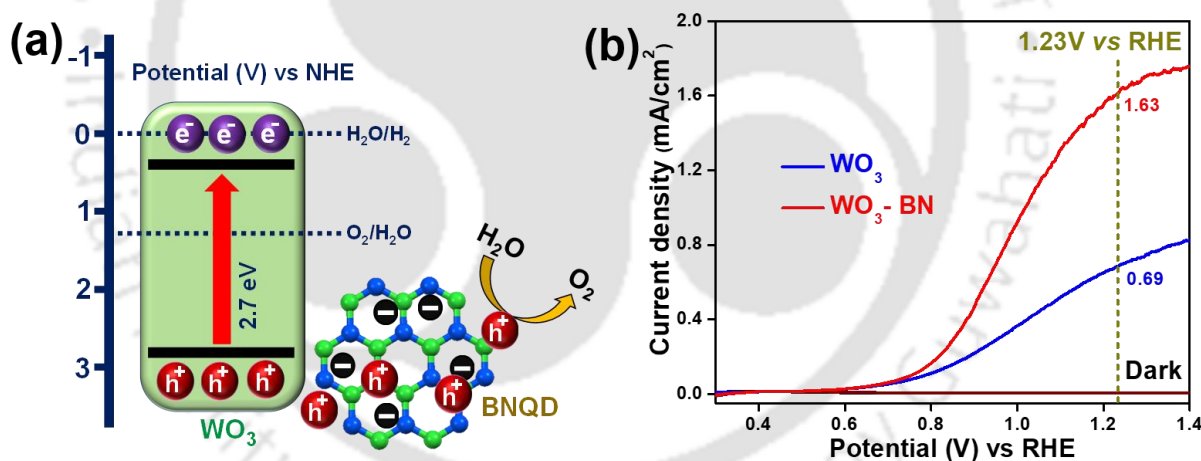 (a)
Potential (V) vs NHE
-1
0
1
2
3
e⁻ e⁻ e⁻
H₂O/H₂
O₂/H₂O
2.7 eV
h⁺ h⁺ h⁺
WO₃
H₂O
O₂
h⁺
h⁺
h⁺
h⁺
BNQD
(b)
Current density (mA/cm²)
2.0
1.6
1.2
0.8
0.4
0.0
1.23V vs RHE
1.63
WO₃
WO₃- BN
0.69
Dark
0.4 0.6 0.8 1.0 1.2 1.4
Potential (V) vs RHE